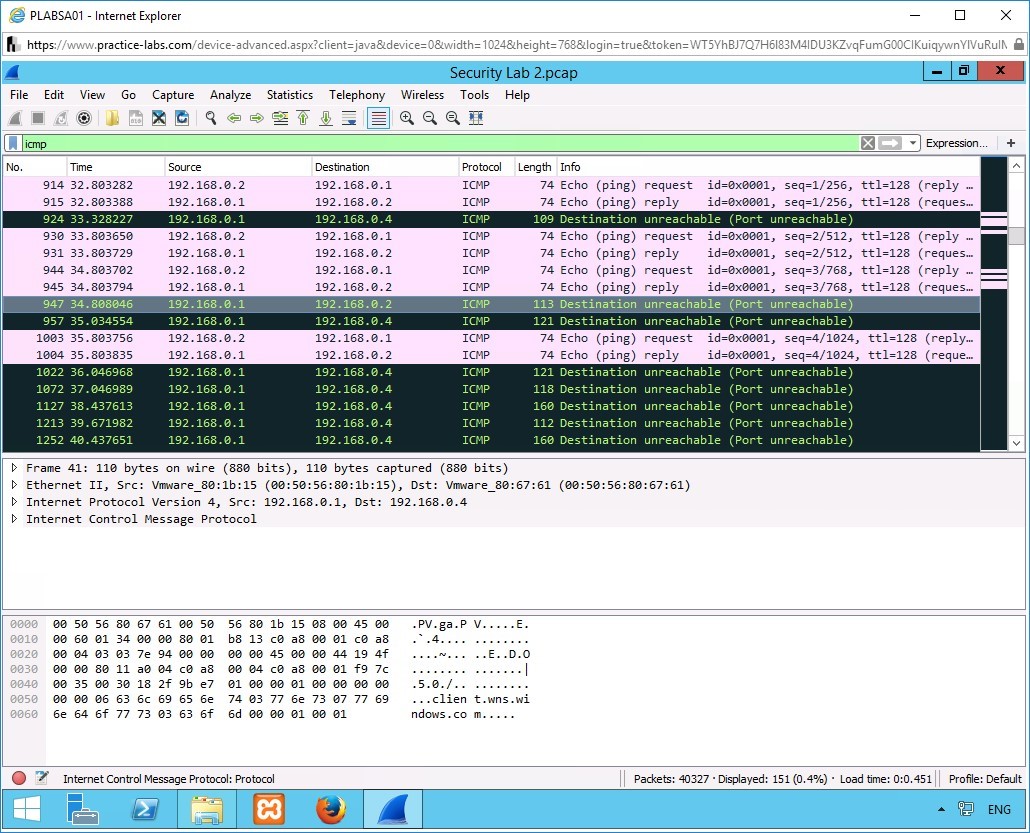 PLABSA01 - Internet Explorer
https://www.practice-labs.com/device-advanced.aspx?client=java&device=0&width=1024&height=768&login=true&token=
Security Lab 2.pcap
File Edit View Go Capture Analyze Statistics Telephony Wireless Tools Help
icmp Expression... +
No. Time Source Destination Protocol Length Info
914 32.803282 192.168.0.2 192.168.0.1 ICMP 74 Echo (ping) request id=0x0001, seq=1/256, ttl=128 (reply …
915 32.803388 192.168.0.1 192.168.0.2 ICMP 74 Echo (ping) reply id=0x0001, seq=1/256, ttl=128 (reques…
924 33.328227 192.168.0.1 192.168.0.4 ICMP 109 Destination unreachable (Port unreachable)
930 33.803650 192.168.0.2 192.168.0.1 ICMP 74 Echo (ping) request id=0x0001, seq=2/512, ttl=128 (reply …
931 33.803729 192.168.0.1 192.168.0.2 ICMP 74 Echo (ping) reply id=0x0001, seq=2/512, ttl=128 (reques…
944 34.803702 192.168.0.2 192.168.0.1 ICMP 74 Echo (ping) request id=0x0001, seq=3/768, ttl=128 (reply …
945 34.803794 192.168.0.1 192.168.0.2 ICMP 74 Echo (ping) reply id=0x0001, seq=3/768, ttl=128 (reques…
947 34.808046 192.168.0.1 192.168.0.2 ICMP 113 Destination unreachable (Port unreachable)
957 35.034554 192.168.0.1 192.168.0.4 ICMP 121 Destination unreachable (Port unreachable)
1003 35.803756 192.168.0.2 192.168.0.1 ICMP 74 Echo (ping) request id=0x0001, seq=4/1024, ttl=128 (reply…
1004 35.803835 192.168.0.1 192.168.0.2 ICMP 74 Echo (ping) reply id=0x0001, seq=4/1024, ttl=128 (reque…
1022 36.046968 192.168.0.1 192.168.0.4 ICMP 121 Destination unreachable (Port unreachable)
1072 37.046989 192.168.0.1 192.168.0.4 ICMP 118 Destination unreachable (Port unreachable)
1127 38.437613 192.168.0.1 192.168.0.4 ICMP 160 Destination unreachable (Port unreachable)
1213 39.671982 192.168.0.1 192.168.0.4 ICMP 112 Destination unreachable (Port unreachable)
1252 40.437651 192.168.0.1 192.168.0.4 ICMP 160 Destination unreachable (Port unreachable)
Frame 41: 110 bytes on wire (880 bits), 110 bytes captured (880 bits)
Ethernet II, Src: Vmware_80:1b:15 (00:50:56:80:1b:15), Dst: Vmware_80:67:61 (00:50:56:80:67:61)
Internet Protocol Version 4, Src: 192.168.0.1, Dst: 192.168.0.4
Internet Control Message Protocol
0000 00 50 56 80 67 61 00 50 56 80 1b 15 08 00 45 00 .PV.ga.P V.....E.
0010 00 60 01 34 00 00 80 01 b8 13 c0 a8 00 01 c0 a8 .`.4.... ........
0020 00 04 03 03 7e 94 00 00 00 00 45 00 00 44 19 4f ....~... ..E..D.O
0030 00 00 80 11 a0 04 c0 a8 00 04 c0 a8 00 01 f9 7c ........ .......|
0040 00 35 00 30 18 2f 9b e7 01 00 00 01 00 00 00 00 .5.0./.. ........
0050 00 00 06 63 6c 69 65 6e 74 03 77 6e 73 07 77 69 ...clien t.wns.wi
0060 6e 64 6f 77 73 03 63 6f 6d 00 00 01 00 01 ndows.co m.....
Internet Control Message Protocol: Protocol Packets: 40327 · Displayed: 151 (0.4%) · Load time: 0:0.451 Profile: Default
ENG